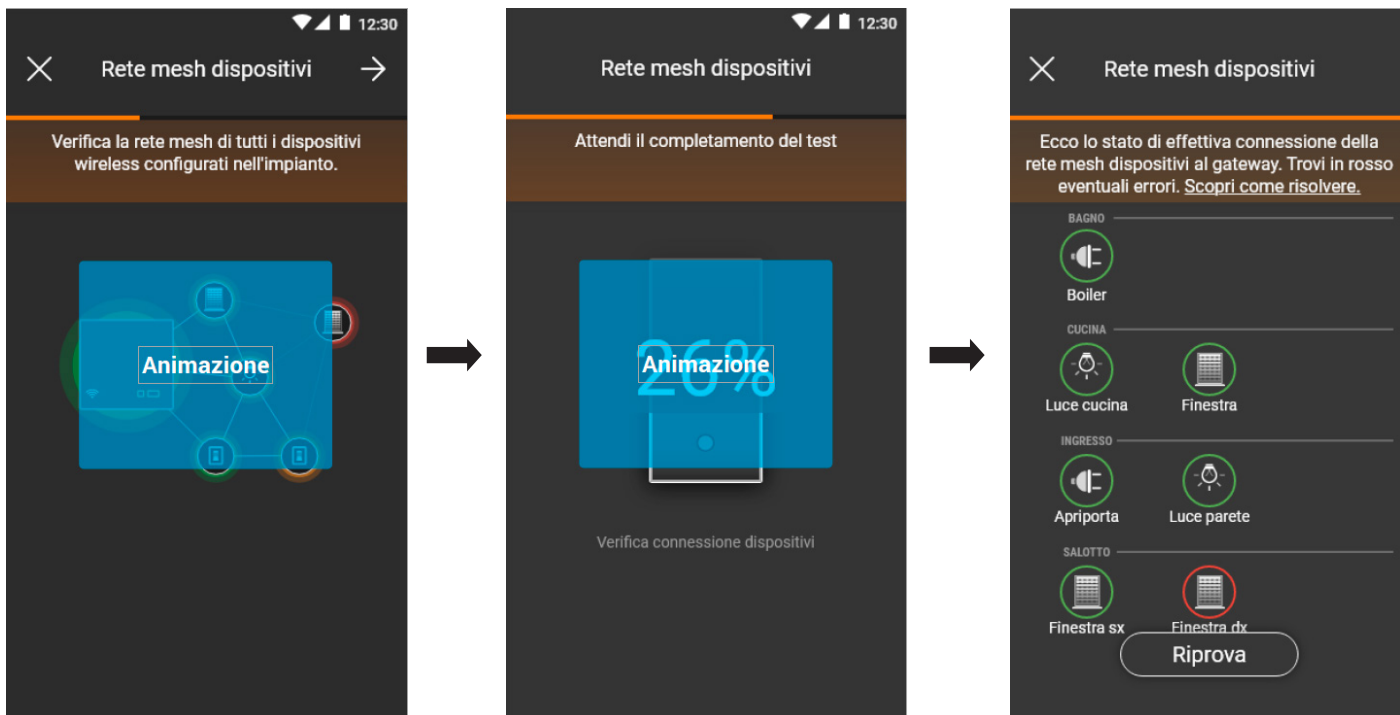 12:30
Rete mesh dispositivi
Verifica la rete mesh di tutti i dispositivi
wireless configurati nell'impianto.
Animazione
12:30
Rete mesh dispositivi
Attendi il completamento del test
26%
Animazione
Verifica connessione dispositivi
Rete mesh dispositivi
Ecco lo stato di effettiva connessione della
rete mesh dispositivi al gateway. Trovi in rosso
eventuali errori. Scopri come risolvere.
BAGNO
Boiler
CUCINA
Luce cucina Finestra
INGRESSO
Apriporta Luce parete
SALOTTO
Finestra sx Finestra dx
Riprova